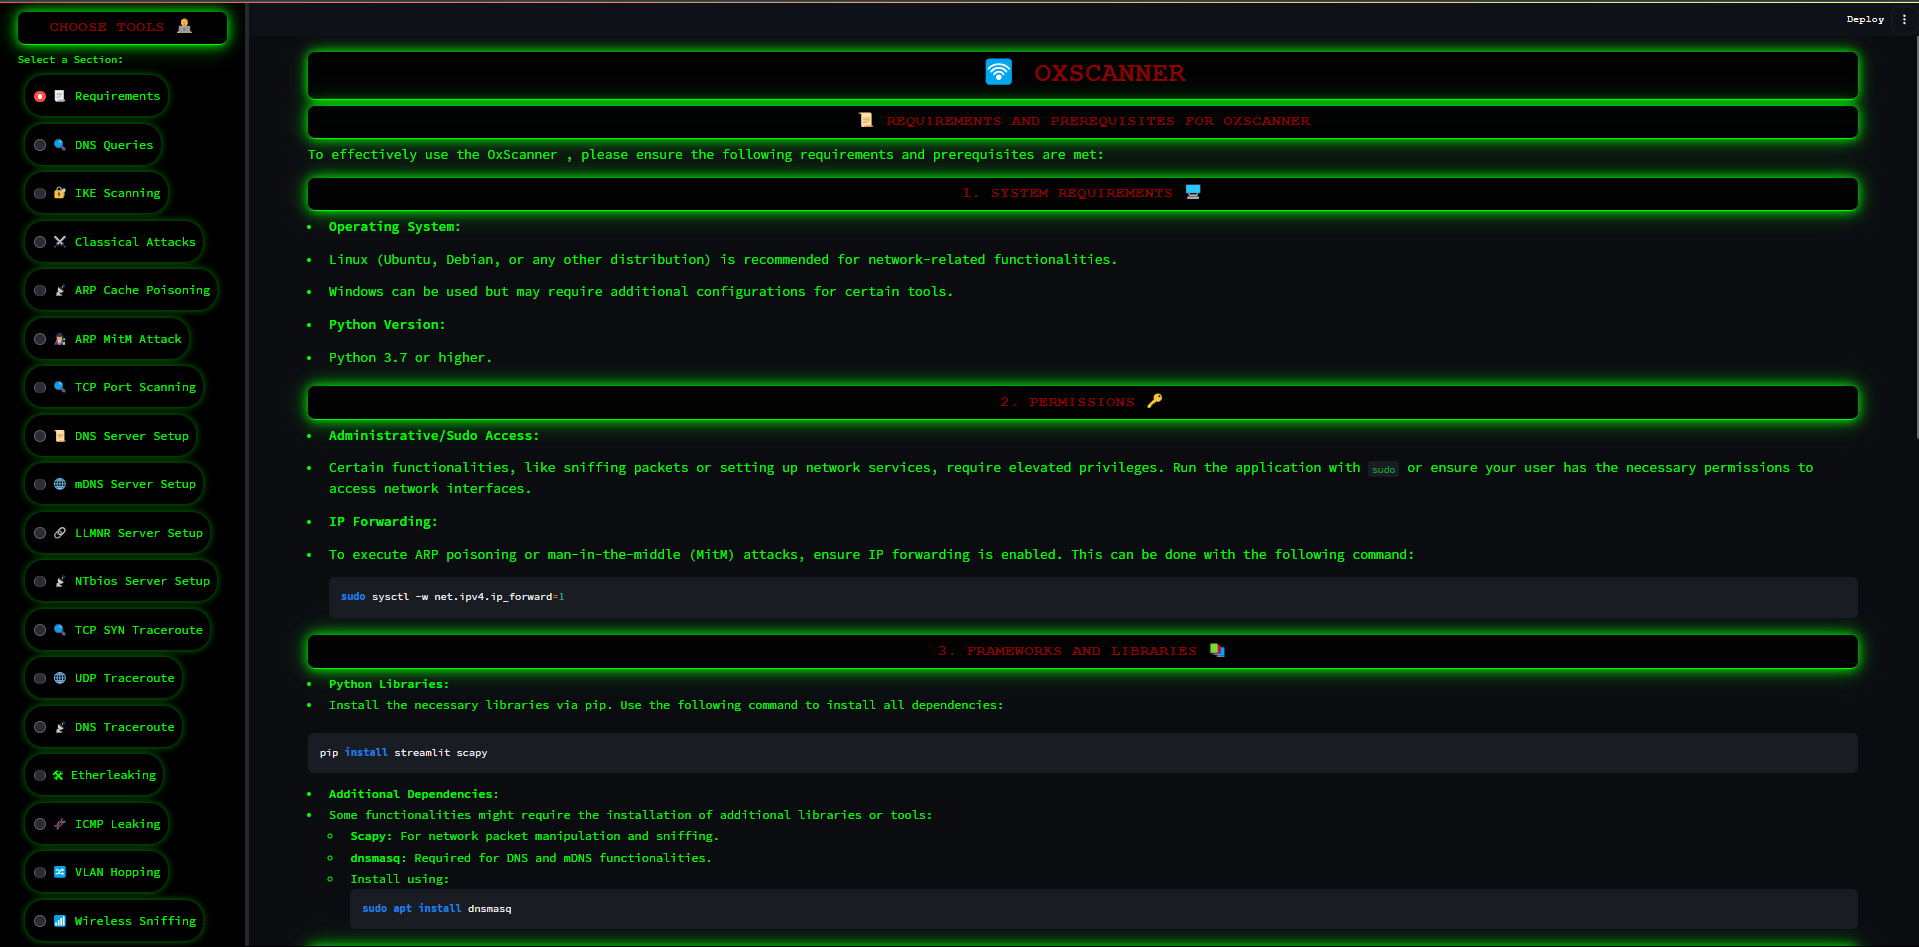 CHOOSE TOOLS
Select a Section:
Requirements
DNS Queries
IKE Scanning
Classical Attacks
ARP Cache Poisoning
ARP MitM Attack
TCP Port Scanning
DNS Server Setup
mDNS Server Setup
LLMNR Server Setup
NTbios Server Setup
TCP SYN Traceroute
UDP Traceroute
DNS Traceroute
Etherleaking
ICMP Leaking
VLAN Hopping
Wireless Sniffing
Deploy
OXSCANNER
REQUIREMENTS AND PREREQUISITES FOR OXSCANNER
To effectively use the OxScanner , please ensure the following requirements and prerequisites are met:
1. SYSTEM REQUIREMENTS
Operating System:
Linux (Ubuntu, Debian, or any other distribution) is recommended for network-related functionalities.
Windows can be used but may require additional configurations for certain tools.
Python Version:
Python 3.7 or higher.
2. PERMISSIONS
Administrative/Sudo Access:
Certain functionalities, like sniffing packets or setting up network services, require elevated privileges. Run the application with sudo or ensure your user has the necessary permissions to
access network interfaces.
IP Forwarding:
To execute ARP poisoning or man-in-the-middle (MitM) attacks, ensure IP forwarding is enabled. This can be done with the following command:
sudo sysctl -w net.ipv4.ip_forward=1
3. FRAMEWORKS AND LIBRARIES
Python Libraries:
Install the necessary libraries via pip. Use the following command to install all dependencies:
pip install streamlit scapy
Additional Dependencies:
Some functionalities might require the installation of additional libraries or tools:
Scapy: For network packet manipulation and sniffing.
dnsmasq: Required for DNS and mDNS functionalities.
Install using:
sudo apt install dnsmasq